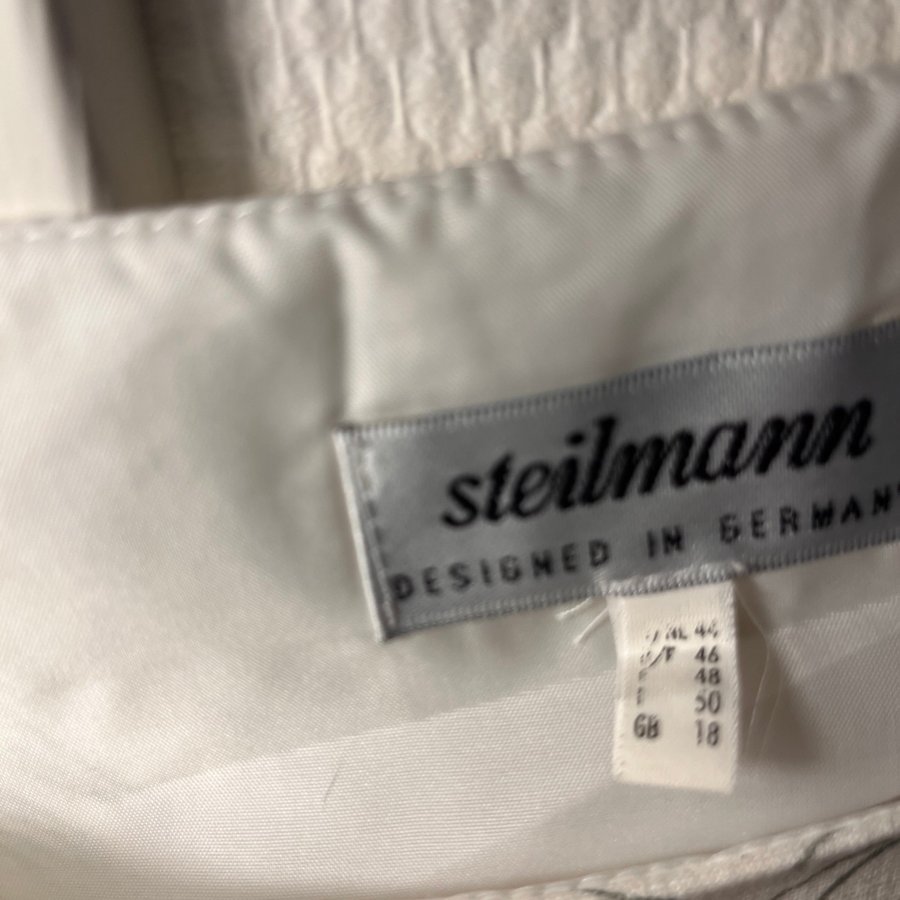 steilmann
DESIGNED IN GERMANY
NL 44
/F 46
48
50
GB 18